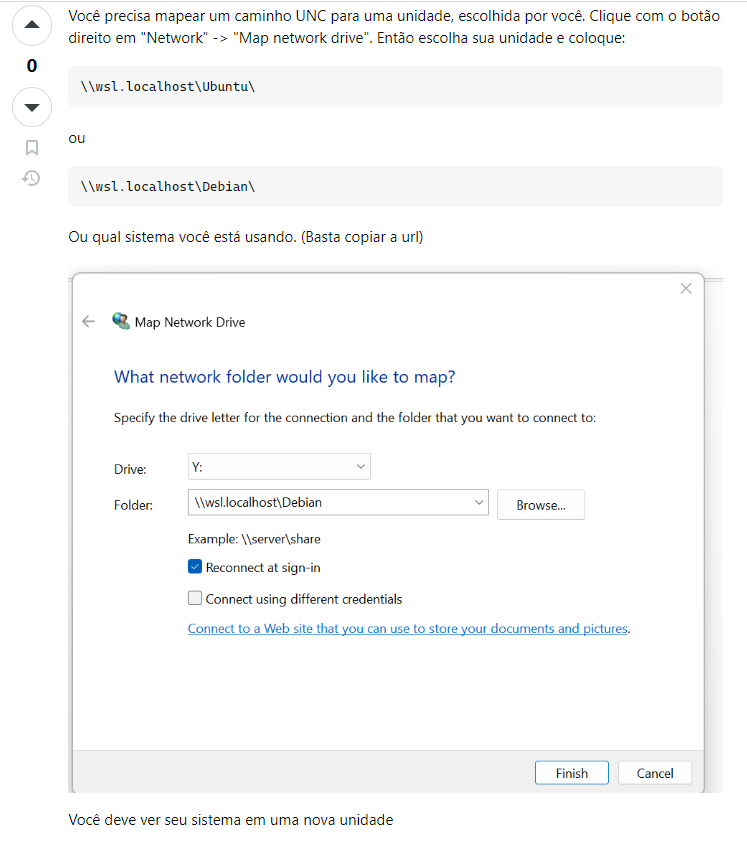 Você precisa mapear um caminho UNC para uma unidade, escolhida por você. Clique com o botão
direito em "Network" -> "Map network drive". Então escolha sua unidade e coloque:
0
\\wsl.localhost\Ubuntu\
ou
\\wsl.localhost\Debian\
Ou qual sistema você está usando. (Basta copiar a url)
Map Network Drive
What network folder would you like to map?
Specify the drive letter for the connection and the folder that you want to connect to:
Drive: Y:
Folder: \\wsl.localhost\Debian Browse...
Example: \\server\share
Reconnect at sign-in
Connect using different credentials
Connect to a Web site that you can use to store your documents and pictures.
Finish Cancel
Você deve ver seu sistema em uma nova unidade